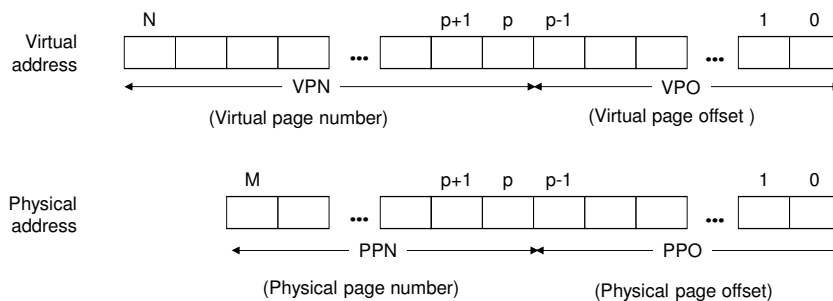 N p+1 p p-1 1 0
Virtual address ... ...
VPN VPO
(Virtual page number) (Virtual page offset )
M p+1 p p-1 1 0
Physical address ... ...
PPN PPO
(Physical page number) (Physical page offset)